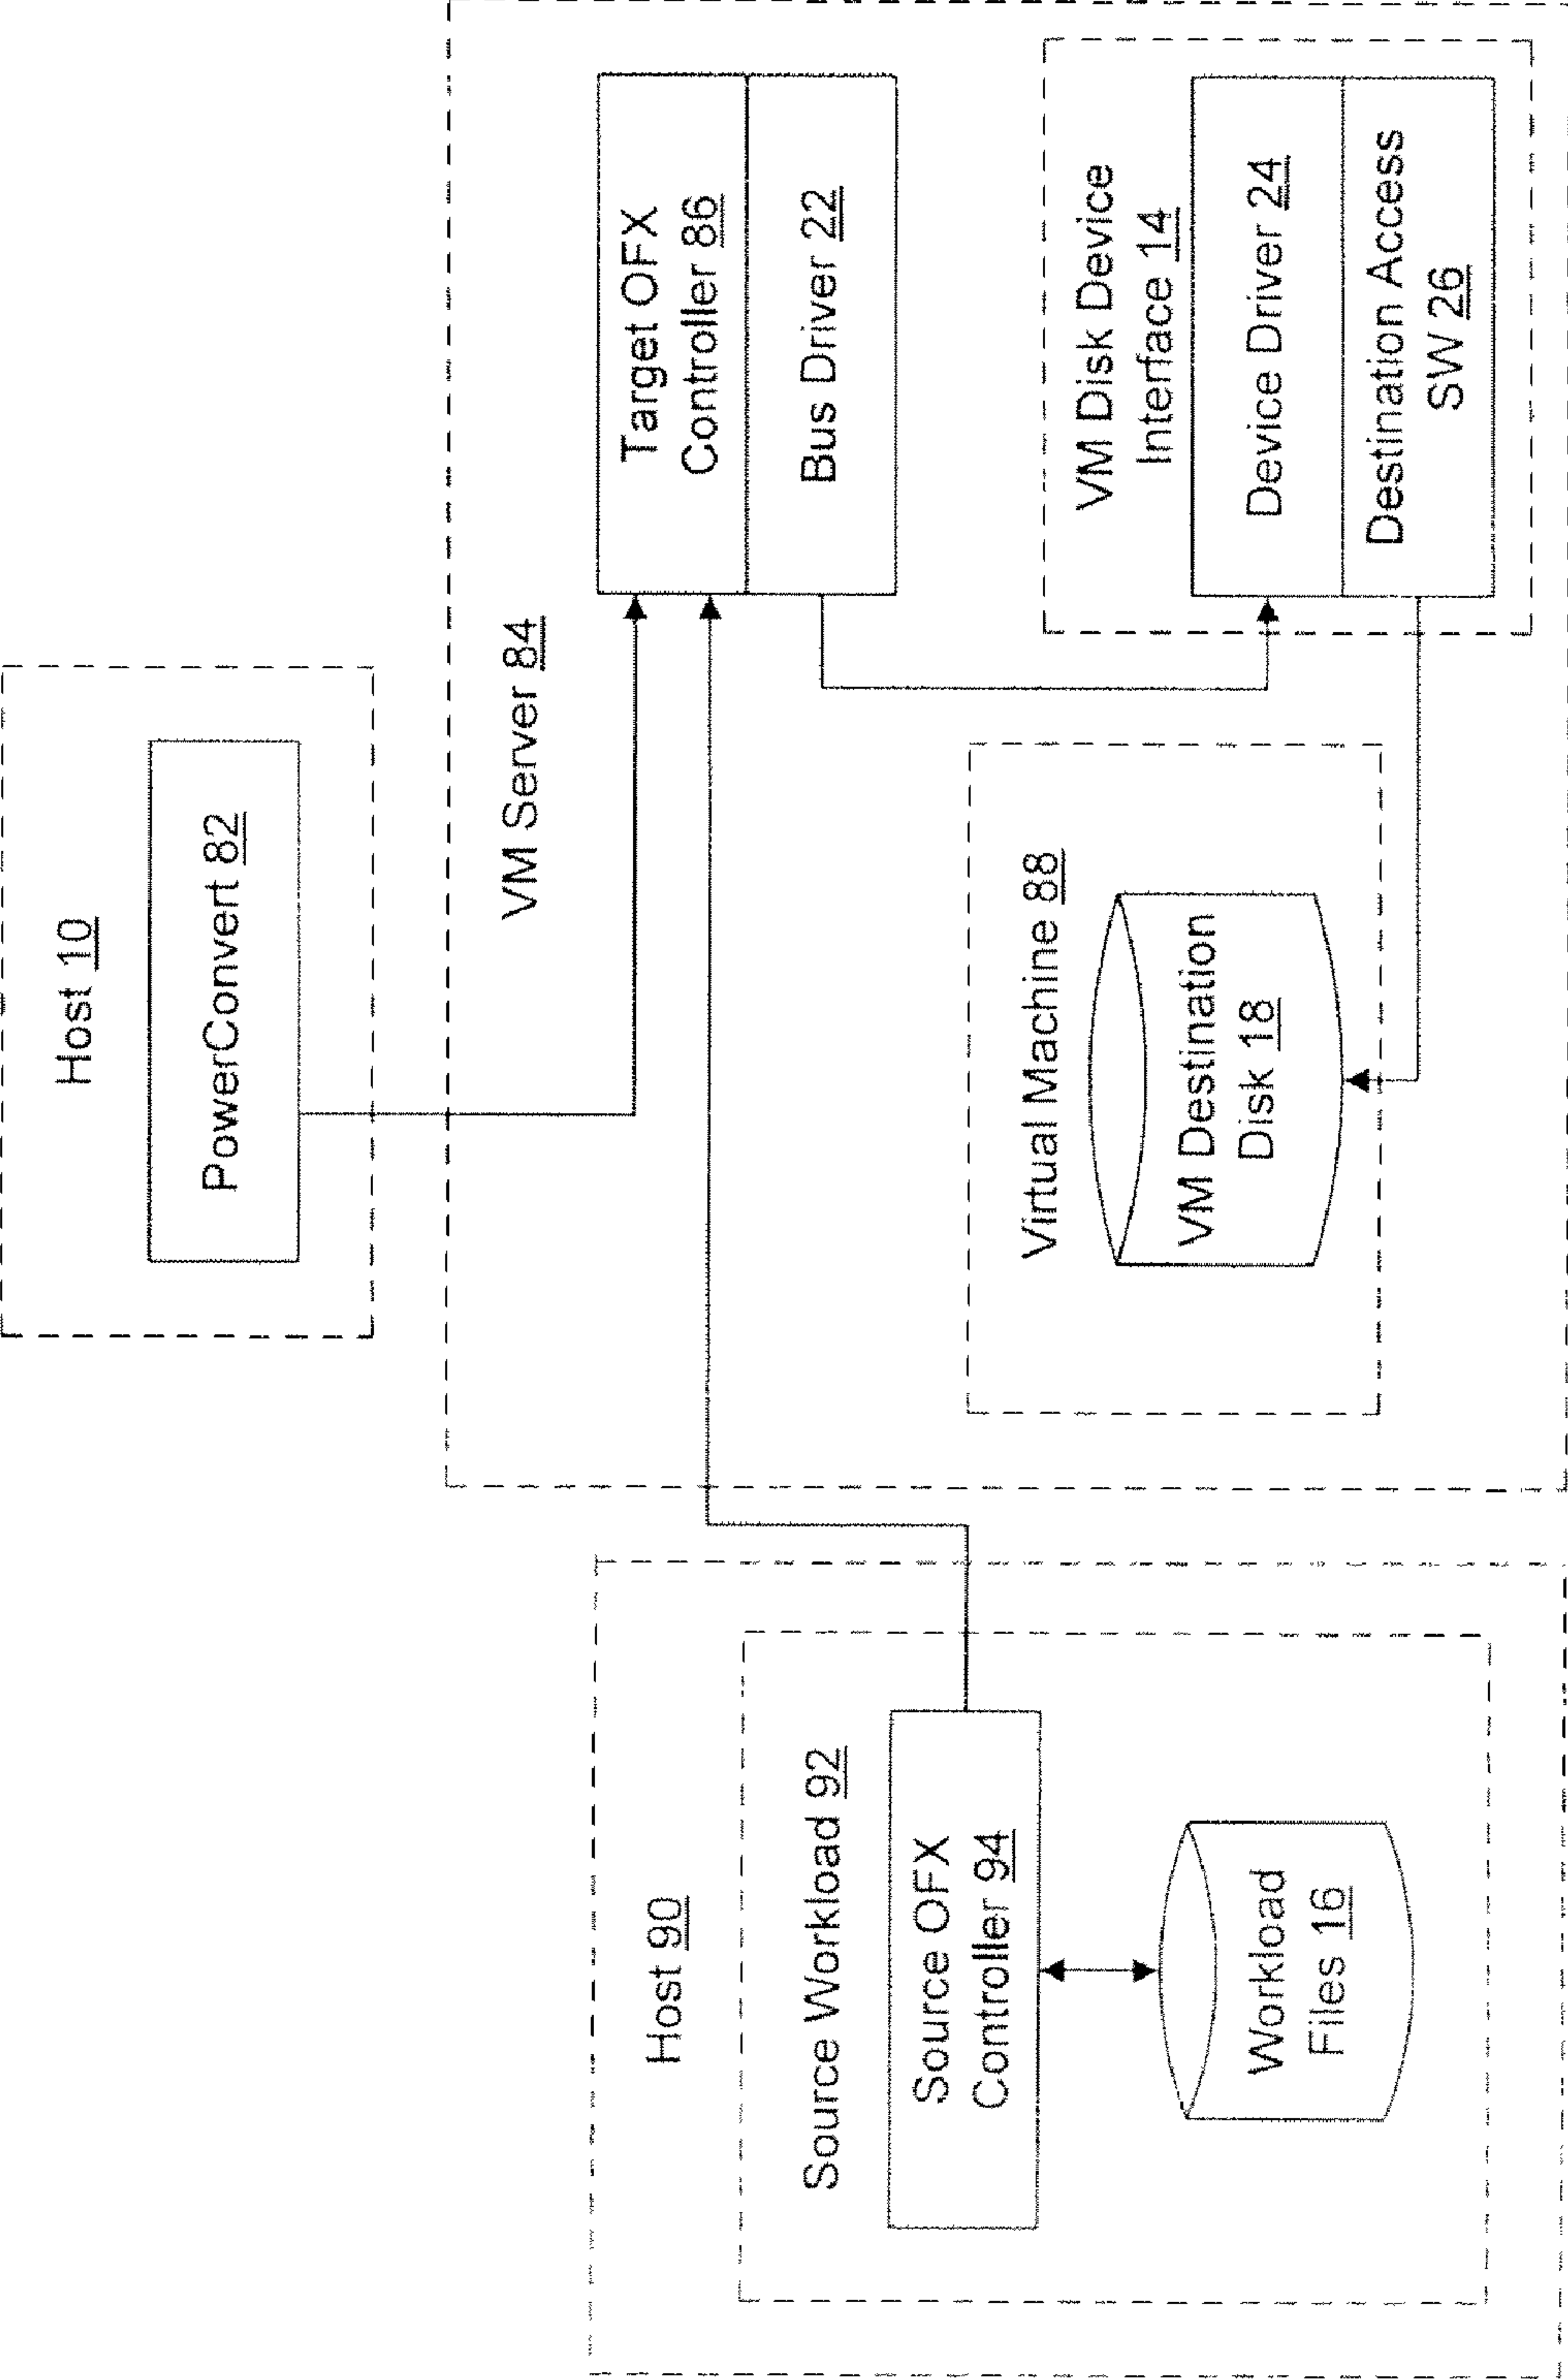 Host 10
PowerConvert 82
VM Server 84
Target OFX
Controller 86
Bus Driver 22
VM Disk Device
Interface 14
Device Driver 24
Destination Access
SW 26
Virtual Machine 88
VM Destination
Disk 18
Host 90
Source Workload 92
Source OFX
Controller 94
Workload
Files 16